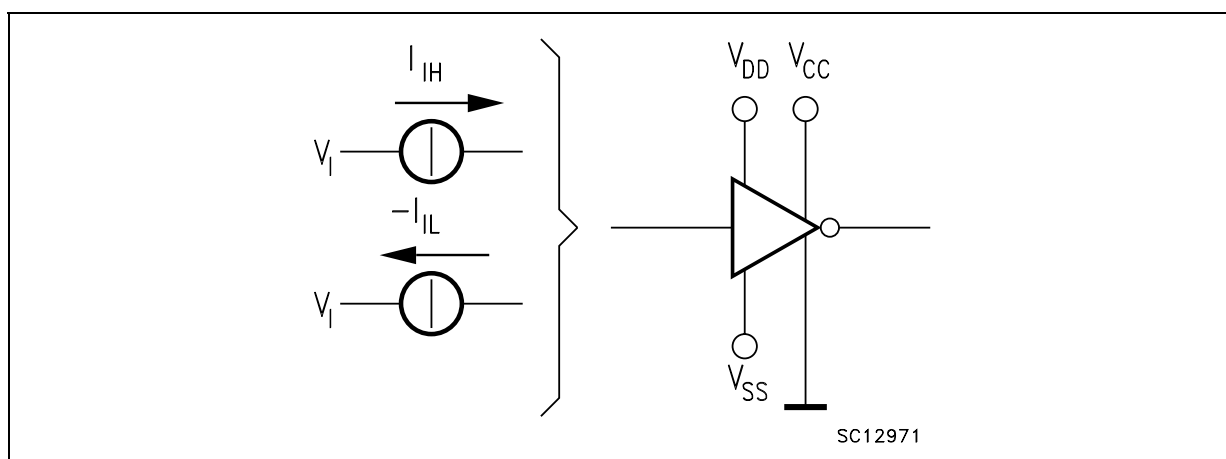 I_IH
V_I
–I_IL
V_I
V_DD
V_CC
V_SS
SC12971